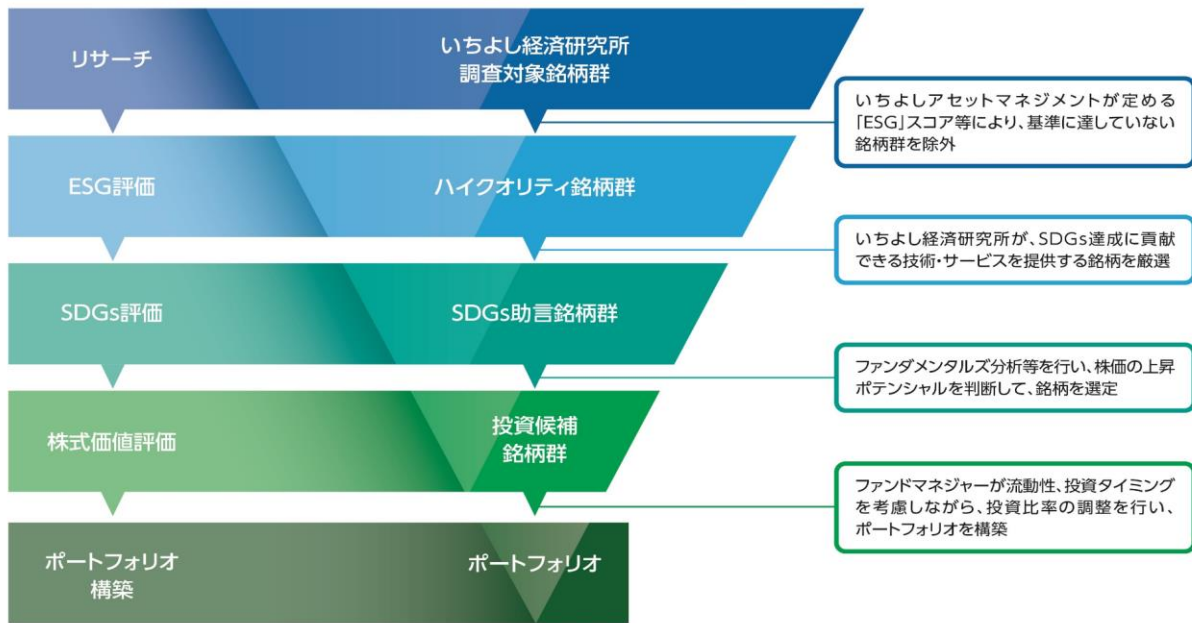 リサーチ
いちよし経済研究所
調査対象銘柄群
いちよしアセットマネジメントが定める
「ESG」スコア等により、基準に達していない
銘柄群を除外
ESG評価
ハイクオリティ銘柄群
いちよし経済研究所が、SDGs達成に貢献
できる技術・サービスを提供する銘柄を厳選
SDGs評価
SDGs助言銘柄群
ファンダメンタルズ分析等を行い、株価の上昇
ポテンシャルを判断して、銘柄を選定
株式価値評価
投資候補
銘柄群
ファンドマネジャーが流動性、投資タイミング
を考慮しながら、投資比率の調整を行い、
ポートフォリオを構築
ポートフォリオ
構築
ポートフォリオ